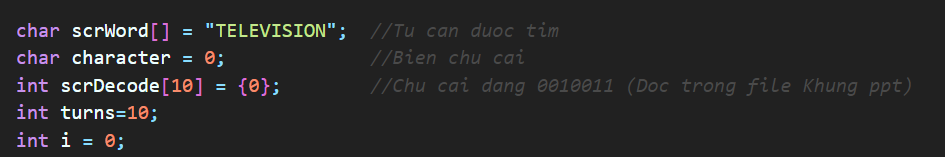 char scrWord[] = "TELEVISION";  //Tu can duoc tim
char character = 0;             //Bien chu cai
int scrDecode[10] = {0};        //Chu cai dang 0010011 (Doc trong file Khung ppt)
int turns=10;
int i = 0;